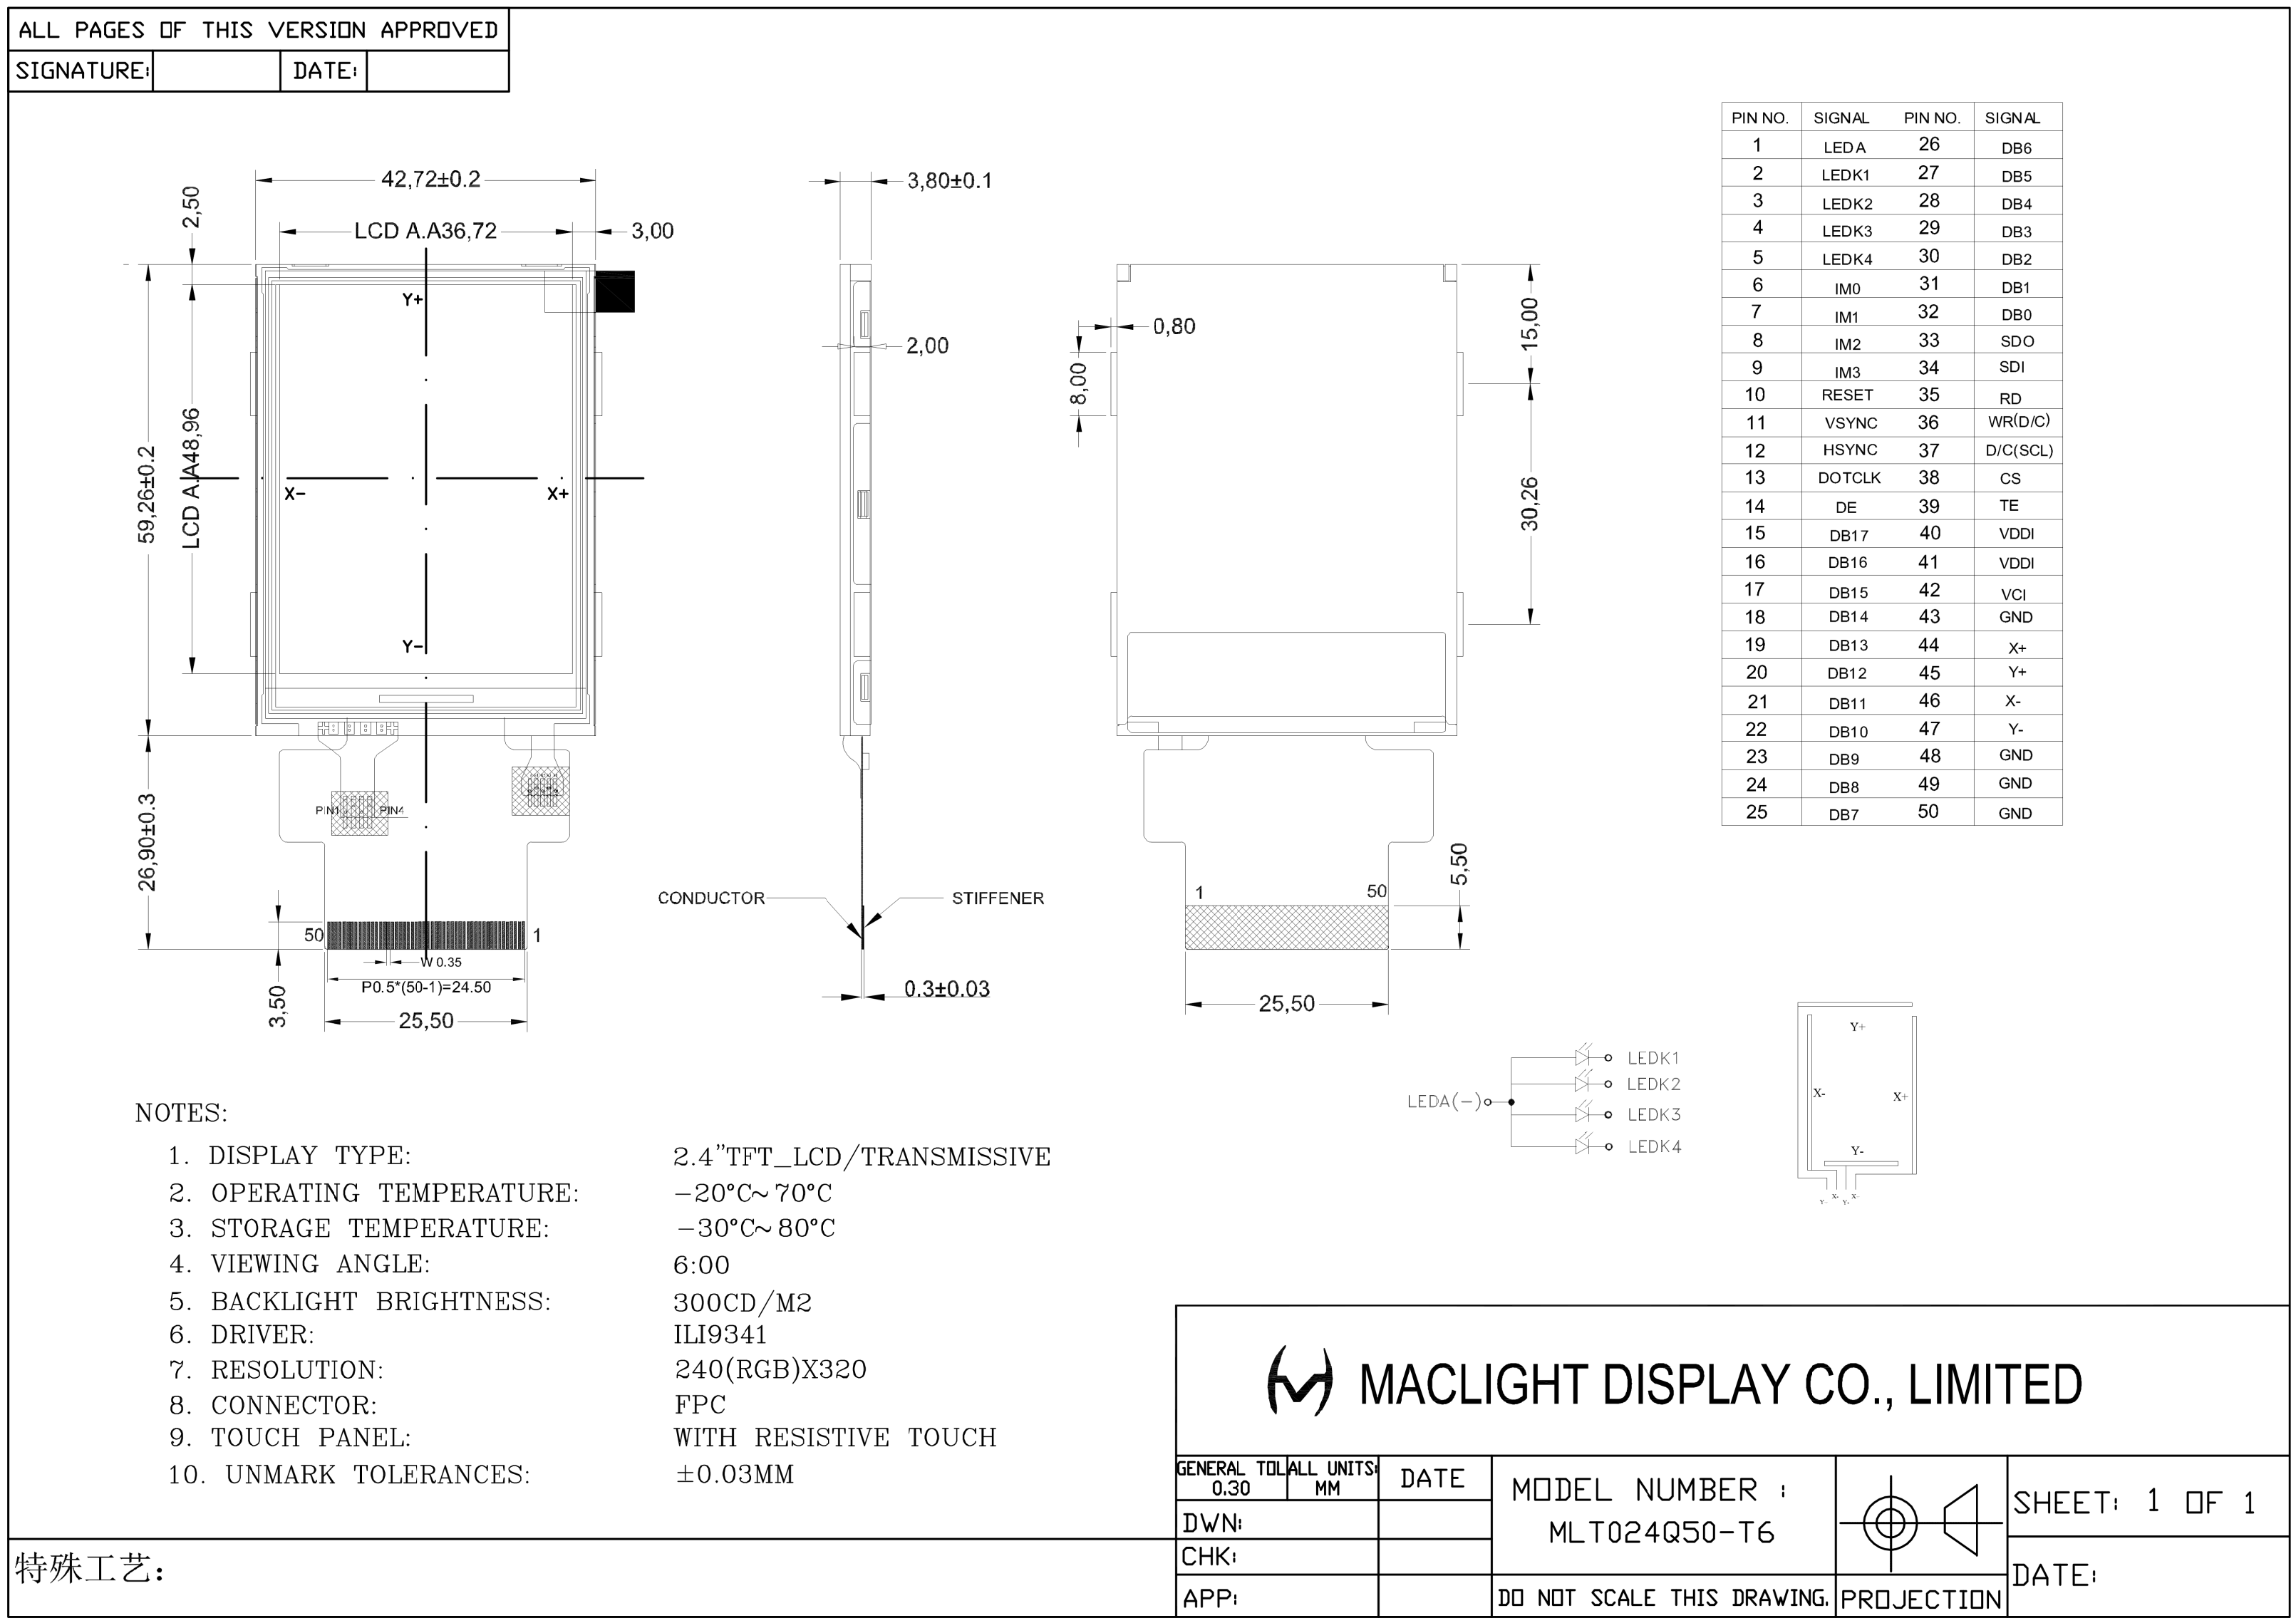 ALL PAGES OF THIS VERSION APPROVED
SIGNATURE:
DATE:
42,72±0.2
LCD A.A36,72
3,00
2,50
59,26±0.2
LCD A.A48,96
Y+
X-
X+
Y-
26,90±0.3
PIN1
PIN4
50
1
3,50
W 0.35
P0.5*(50-1)=24.50
25,50
3,80±0.1
2,00
CONDUCTOR
STIFFENER
0.3±0.03
0,80
8,00
15,00
30,26
1
50
5,50
25,50
PIN NO. SIGNAL PIN NO. SIGNAL
1 LEDA 26 DB6
2 LEDK1 27 DB5
3 LEDK2 28 DB4
4 LEDK3 29 DB3
5 LEDK4 30 DB2
6 IM0 31 DB1
7 IM1 32 DB0
8 IM2 33 SDO
9 IM3 34 SDI
10 RESET 35 RD
11 VSYNC 36 WR(D/C)
12 HSYNC 37 D/C(SCL)
13 DOTCLK 38 CS
14 DE 39 TE
15 DB17 40 VDDI
16 DB16 41 VDDI
17 DB15 42 VCI
18 DB14 43 GND
19 DB13 44 X+
20 DB12 45 Y+
21 DB11 46 X-
22 DB10 47 Y-
23 DB9 48 GND
24 DB8 49 GND
25 DB7 50 GND
LEDA(-)
LEDK1
LEDK2
LEDK3
LEDK4
Y+
X-
X+
Y-
NOTES:
1. DISPLAY TYPE: 2.4"TFT_LCD/TRANSMISSIVE
2. OPERATING TEMPERATURE: -20°C~70°C
3. STORAGE TEMPERATURE: -30°C~80°C
4. VIEWING ANGLE: 6:00
5. BACKLIGHT BRIGHTNESS: 300CD/M2
6. DRIVER: ILI9341
7. RESOLUTION: 240(RGB)X320
8. CONNECTOR: FPC
9. TOUCH PANEL: WITH RESISTIVE TOUCH
10. UNMARK TOLERANCES: ±0.03MM
特殊工艺:
MACLIGHT DISPLAY CO., LIMITED
GENERAL TOL
0.30
ALL UNITS:
MM
DATE
DWN:
CHK:
APP:
MODEL NUMBER :
MLT024Q50-T6
DO NOT SCALE THIS DRAWING.
PROJECTION
SHEET: 1 OF 1
DATE: